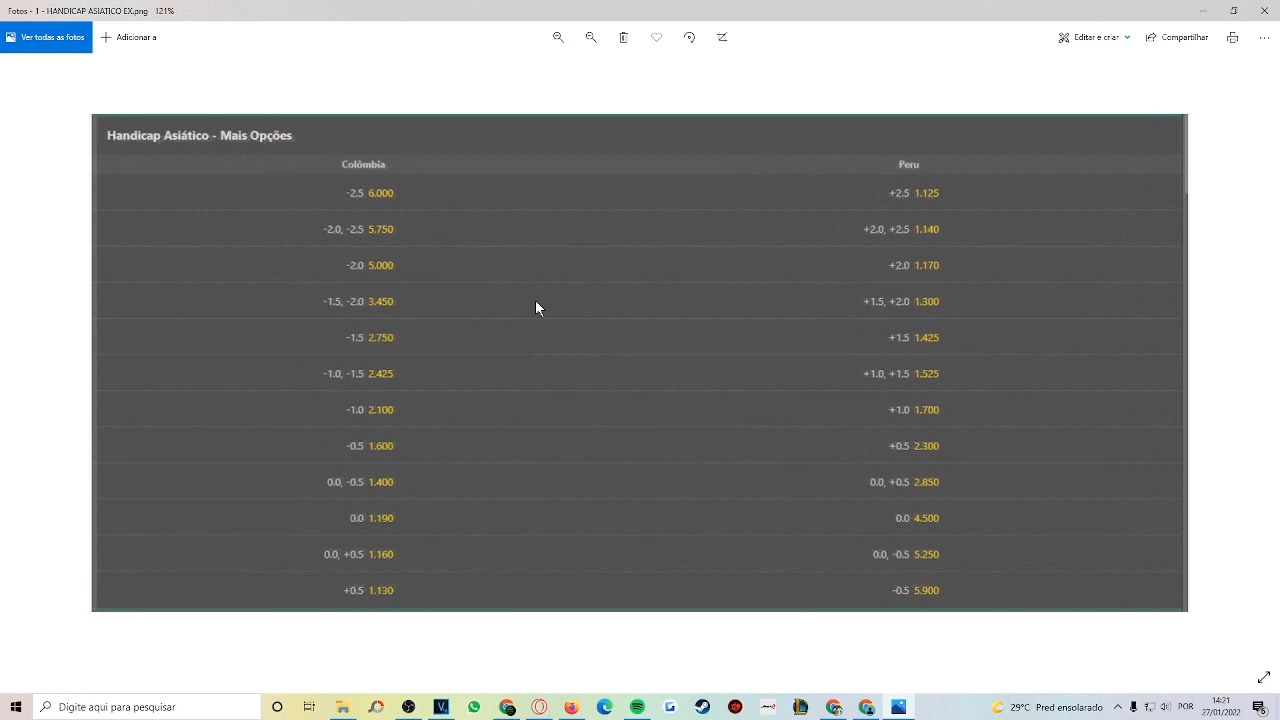 Fotos - 1 - HANDICAP ASIATICO EX.png - 121%
Ver todas as fotos
Adicionar a
Editar e criar
Compartilhar
Handicap Asiático - Mais Opções
Colômbia Peru
-2.5 6.000 +2.5 1.125
-2.0, -2.5 5.750 +2.0, +2.5 1.140
-2.0 5.000 +2.0 1.170
-1.5, -2.0 3.450 +1.5, +2.0 1.300
-1.5 2.750 +1.5 1.425
-1.0, -1.5 2.425 +1.0, +1.5 1.525
-1.0 2.100 +1.0 1.700
-0.5 1.600 +0.5 2.300
0.0, -0.5 1.400 0.0, +0.5 2.850
0.0 1.190 0.0 4.500
0.0, +0.5 1.160 0.0, -0.5 5.250
+0.5 1.130 -0.5 5.900
Digite aqui para pesquisar
29°C Pred ensolarado
POR
14:21
27/01/2022